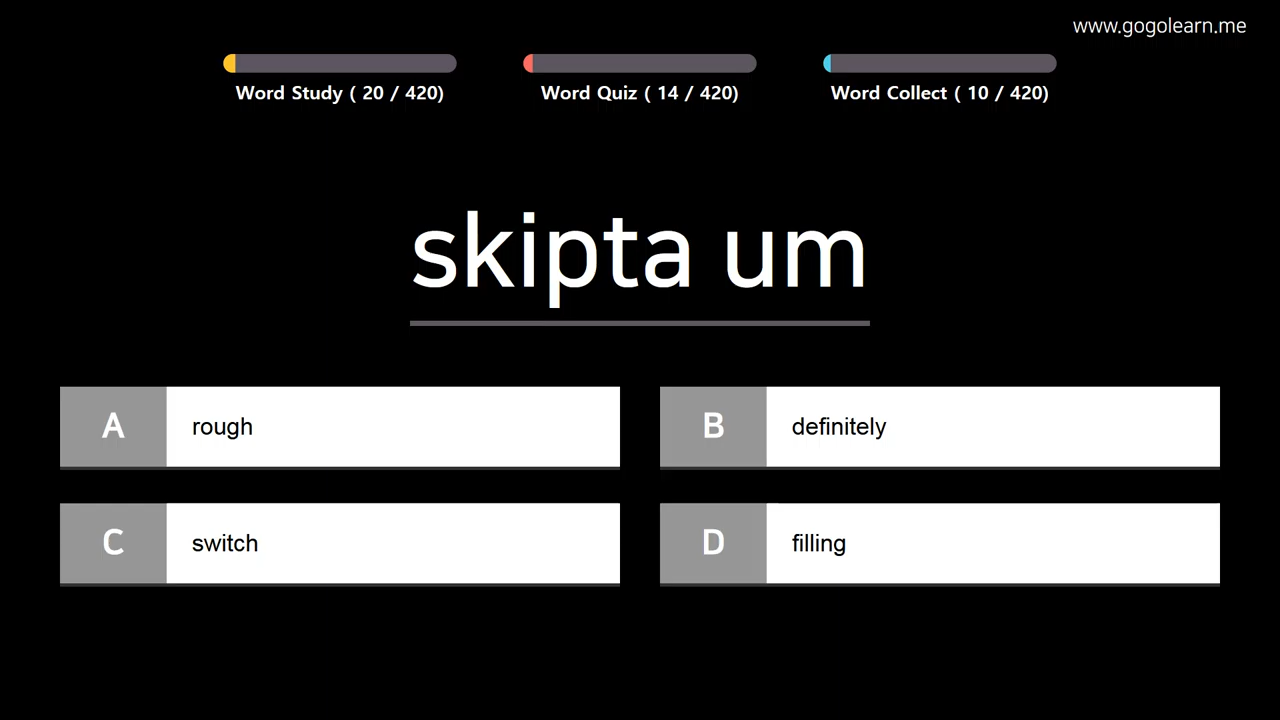 www.gogolearn.me
Word Study ( 20 / 420)
Word Quiz ( 14 / 420)
Word Collect ( 10 / 420)
skipta um
A
rough
B
definitely
C
switch
D
filling